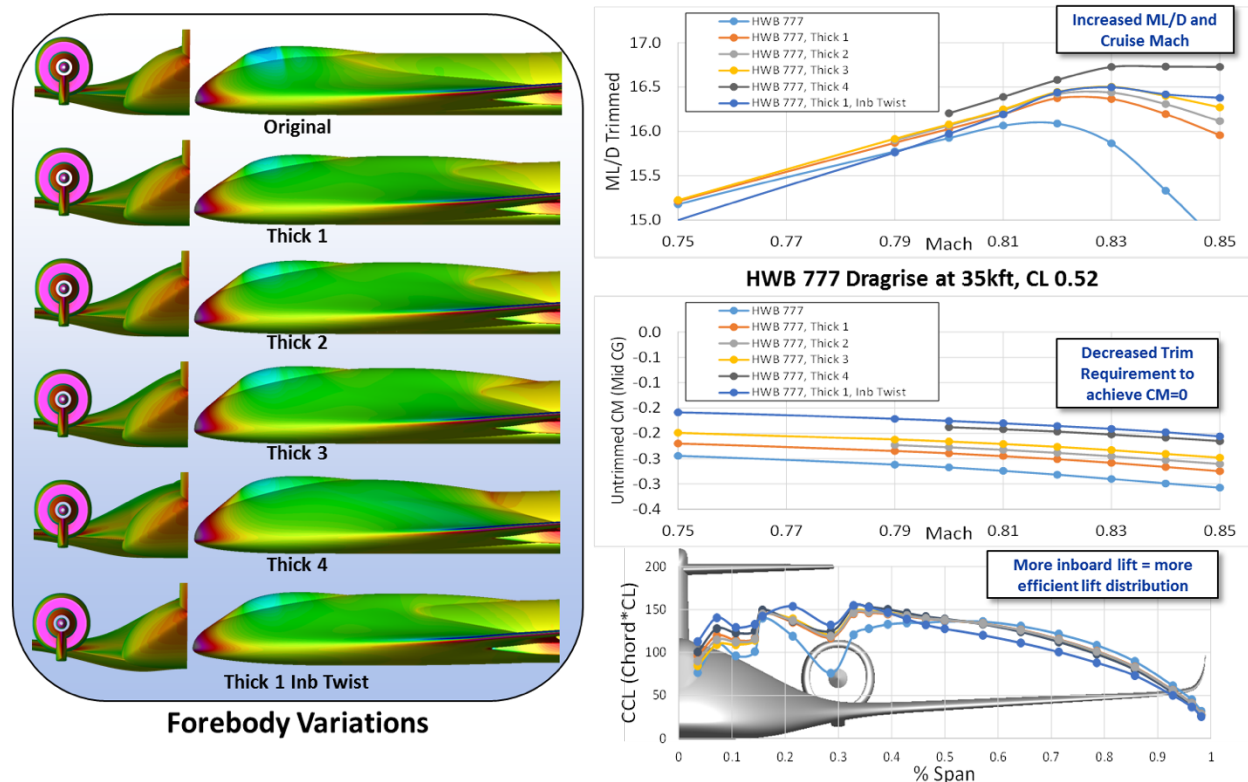 Original
Thick 1
Thick 2
Thick 3
Thick 4
Thick 1 Inb Twist
Forebody Variations
HWB 777
HWB 777, Thick 1
HWB 777, Thick 2
HWB 777, Thick 3
HWB 777, Thick 4
HWB 777, Thick 1, Inb Twist
Increased ML/D and
Cruise Mach
ML/D Trimmed
17.0
16.5
16.0
15.5
15.0
0.75
0.77
0.79
0.81
0.83
0.85
Mach
HWB 777 Dragrise at 35kft, CL 0.52
HWB 777
HWB 777, Thick 1
HWB 777, Thick 2
HWB 777, Thick 3
HWB 777, Thick 4
HWB 777, Thick 1, Inb Twist
Decreased Trim
Requirement to
achieve CM=0
Untrimmed CM (Mid CG)
0.0
-0.1
-0.1
-0.2
-0.2
-0.3
-0.3
-0.4
0.75
0.77
0.79
0.81
0.83
0.85
Mach
More inboard lift = more
efficient lift distribution
CCL (Chord*CL)
200
150
100
50
0
0
0.1
0.2
0.3
0.4
0.5
0.6
0.7
0.8
0.9
1
% Span